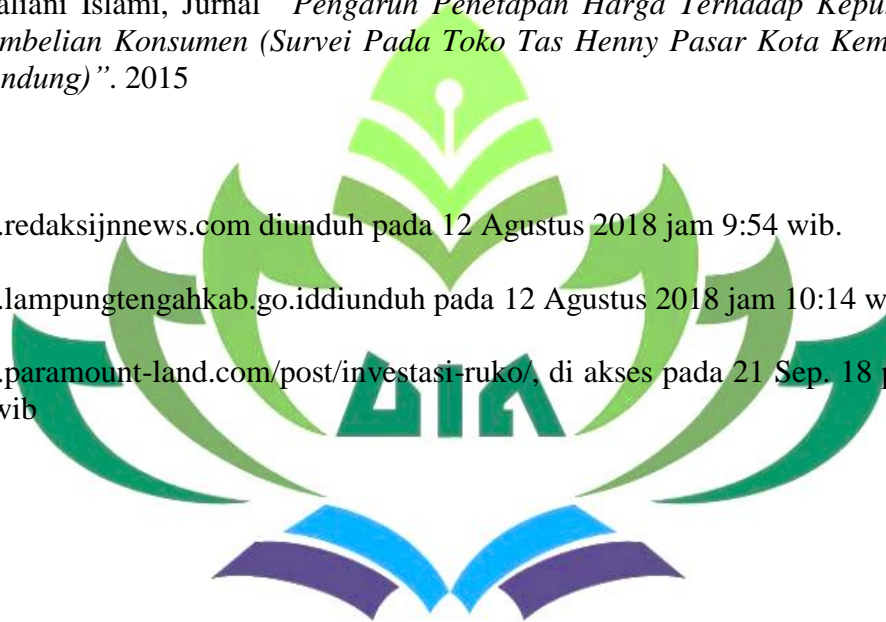 aliani Islami, Jurnal “Pengaruh Penetapan Harga Terhadap Kepu
mbelian Konsumen (Survei Pada Toko Tas Henny Pasar Kota Kem
ndung)”. 2015
.redaksijnnews.com diunduh pada 12 Agustus 2018 jam 9:54 wib.
.lampungtengahkab.go.iddiunduh pada 12 Agustus 2018 jam 10:14 w
.paramount-land.com/post/investasi-ruko/, di akses pada 21 Sep. 18 p
wib